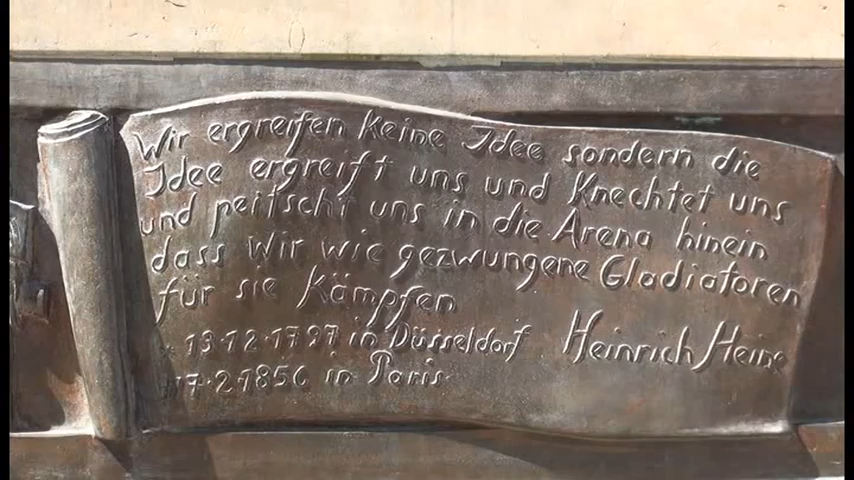 Wir ergreifen Keine Idee sondern die
Idee ergreift uns und Knechtet uns
und peitscht uns in die Arena hinein
dass wir wie gezwungene Gladiatoren
für sie Kämpfen
* 13·12·1797 in Düsseldorf
Heinrich Heine
17·2·1856 in Paris